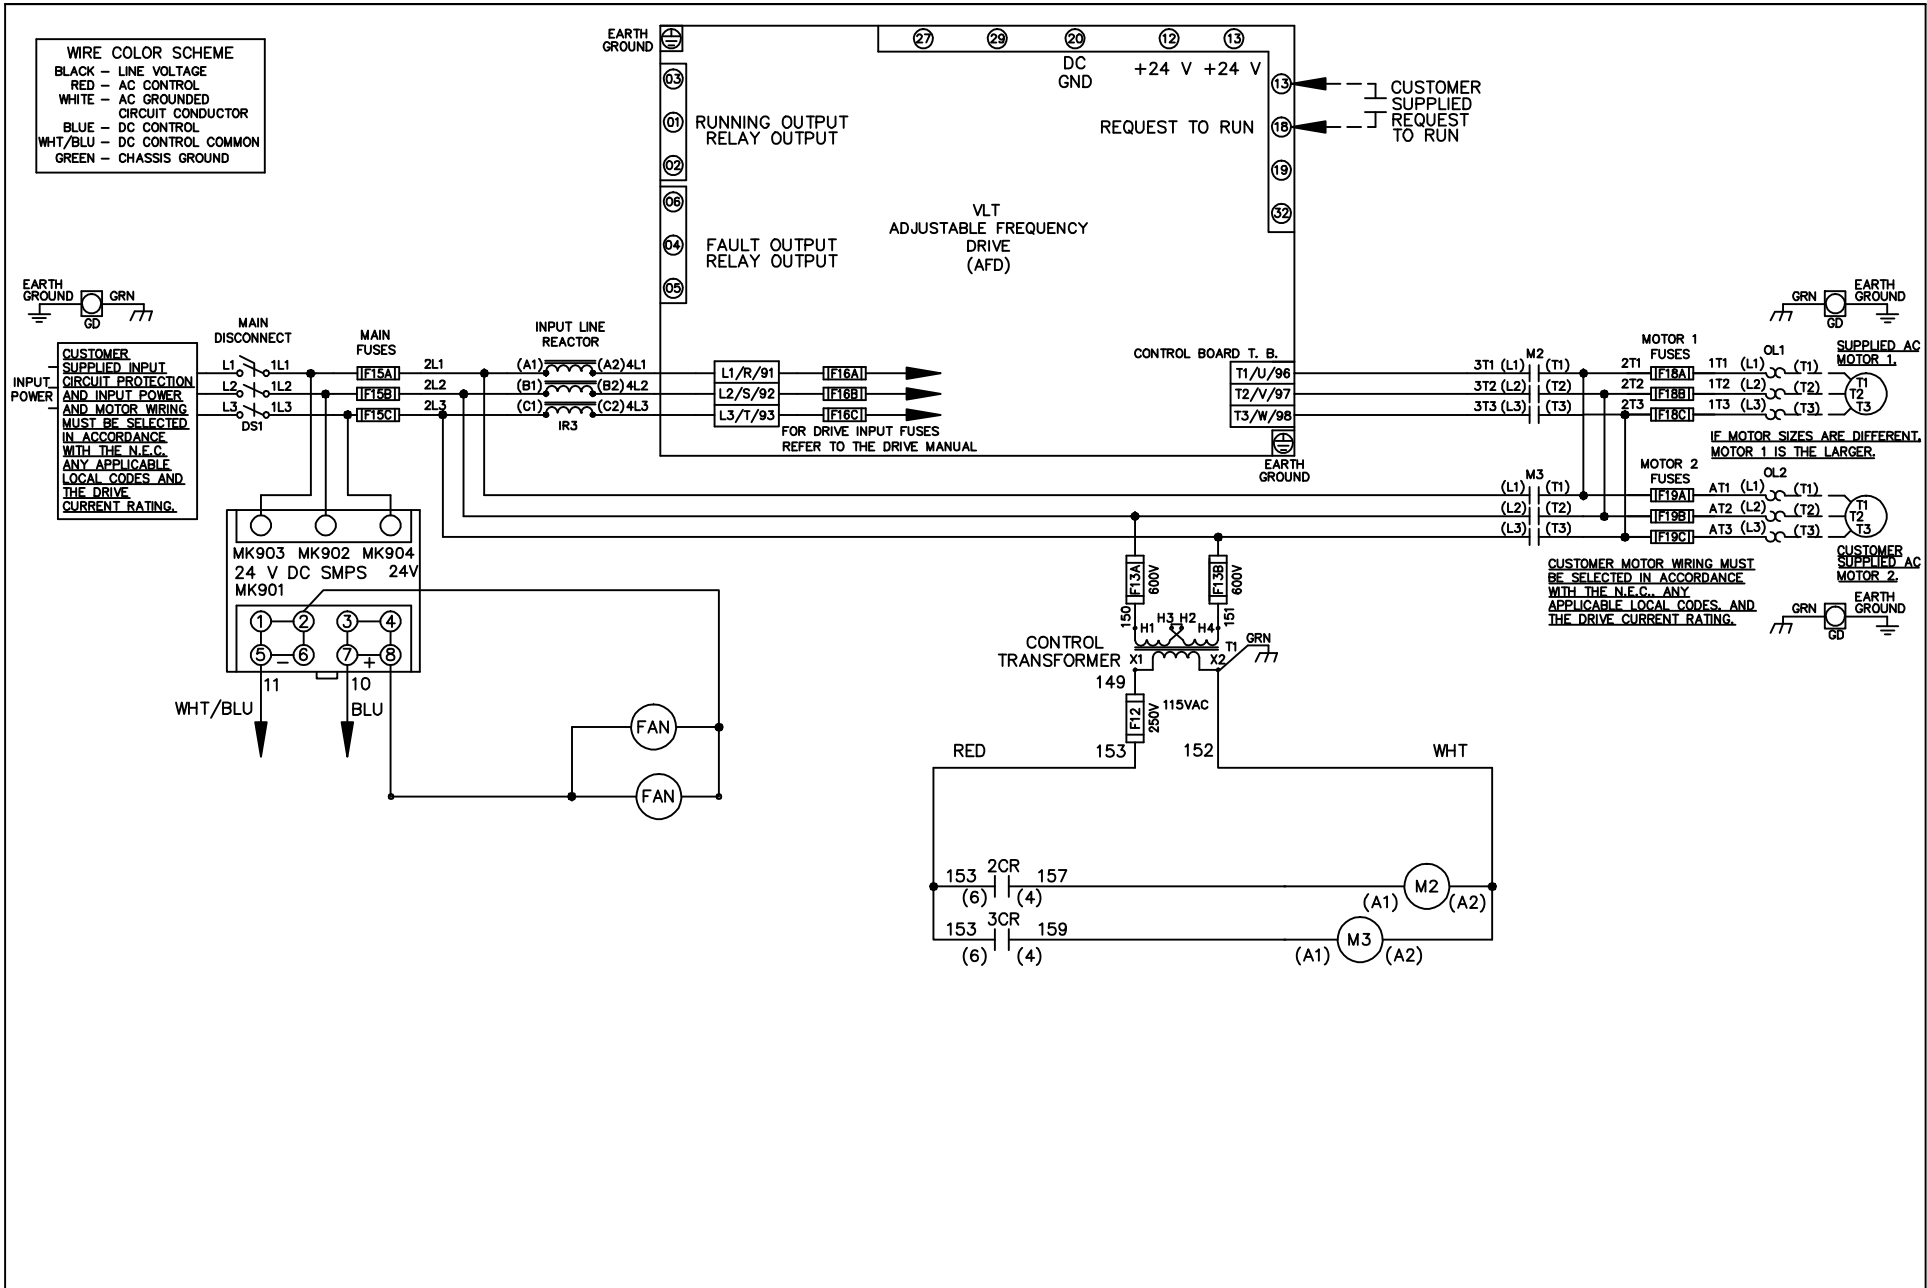 WIRE COLOR SCHEME
BLACK – LINE VOLTAGE
RED – AC CONTROL
WHITE – AC GROUNDED
CIRCUIT CONDUCTOR
BLUE – DC CONTROL
WHT/BLU – DC CONTROL COMMON
GREEN – CHASSIS GROUND
EARTH
GROUND
03
01
02
RUNNING OUTPUT
RELAY OUTPUT
06
04
05
FAULT OUTPUT
RELAY OUTPUT
27
29
20
12
13
DC
GND
+24 V
+24 V
13
18
19
32
REQUEST TO RUN
CUSTOMER
SUPPLIED
REQUEST
TO RUN
VLT
ADJUSTABLE FREQUENCY
DRIVE
(AFD)
EARTH
GROUND
GRN
GD
INPUT
POWER
CUSTOMER
SUPPLIED INPUT
CIRCUIT PROTECTION
AND INPUT POWER
AND MOTOR WIRING
MUST BE SELECTED
IN ACCORDANCE
WITH THE N.E.C.
ANY APPLICABLE
LOCAL CODES AND
THE DRIVE
CURRENT RATING.
MAIN
DISCONNECT
L1 1L1
L2 1L2
L3 1L3
DS1
MAIN
FUSES
F15A
F15B
F15C
2L1
2L2
2L3
INPUT LINE
REACTOR
(A1) (A2) 4L1
(B1) (B2) 4L2
(C1) (C2) 4L3
IR3
L1/R/91
L2/S/92
L3/T/93
F16A
F16B
F16C
FOR DRIVE INPUT FUSES
REFER TO THE DRIVE MANUAL
CONTROL BOARD T. B.
T1/U/96
T2/V/97
T3/W/98
EARTH
GROUND
M2
3T1 (L1) (T1)
3T2 (L2) (T2)
3T3 (L3) (T3)
MOTOR 1
FUSES
2T1 F18A 1T1 (L1)
2T2 F18B 1T2 (L2)
2T3 F18C 1T3 (L3)
OL1
(T1)
(T2)
(T3)
T1
T2
T3
GRN
GD
EARTH
GROUND
SUPPLIED AC
MOTOR 1.
IF MOTOR SIZES ARE DIFFERENT,
MOTOR 1 IS THE LARGER.
M3
(L1) (T1)
(L2) (T2)
(L3) (T3)
MOTOR 2
FUSES
F19A AT1 (L1)
F19B AT2 (L2)
F19C AT3 (L3)
OL2
(T1)
(T2)
(T3)
T1
T2
T3
CUSTOMER
SUPPLIED AC
MOTOR 2.
CUSTOMER MOTOR WIRING MUST
BE SELECTED IN ACCORDANCE
WITH THE N.E.C., ANY
APPLICABLE LOCAL CODES, AND
THE DRIVE CURRENT RATING.
GRN
GD
EARTH
GROUND
MK903 MK902 MK904
24 V DC SMPS 24V
MK901
1 2 3 4
5 – 6 7 + 8
11
10
WHT/BLU
BLU
FAN
FAN
F13A
600V
F13B
600V
150
151
H1 H3 H2 H4
CONTROL
TRANSFORMER
X1
X2
T1
GRN
149
F12
250V
115VAC
RED
153
152
WHT
2CR
153 157
(6) (4)
M2
(A1) (A2)
3CR
153 159
(6) (4)
M3
(A1) (A2)